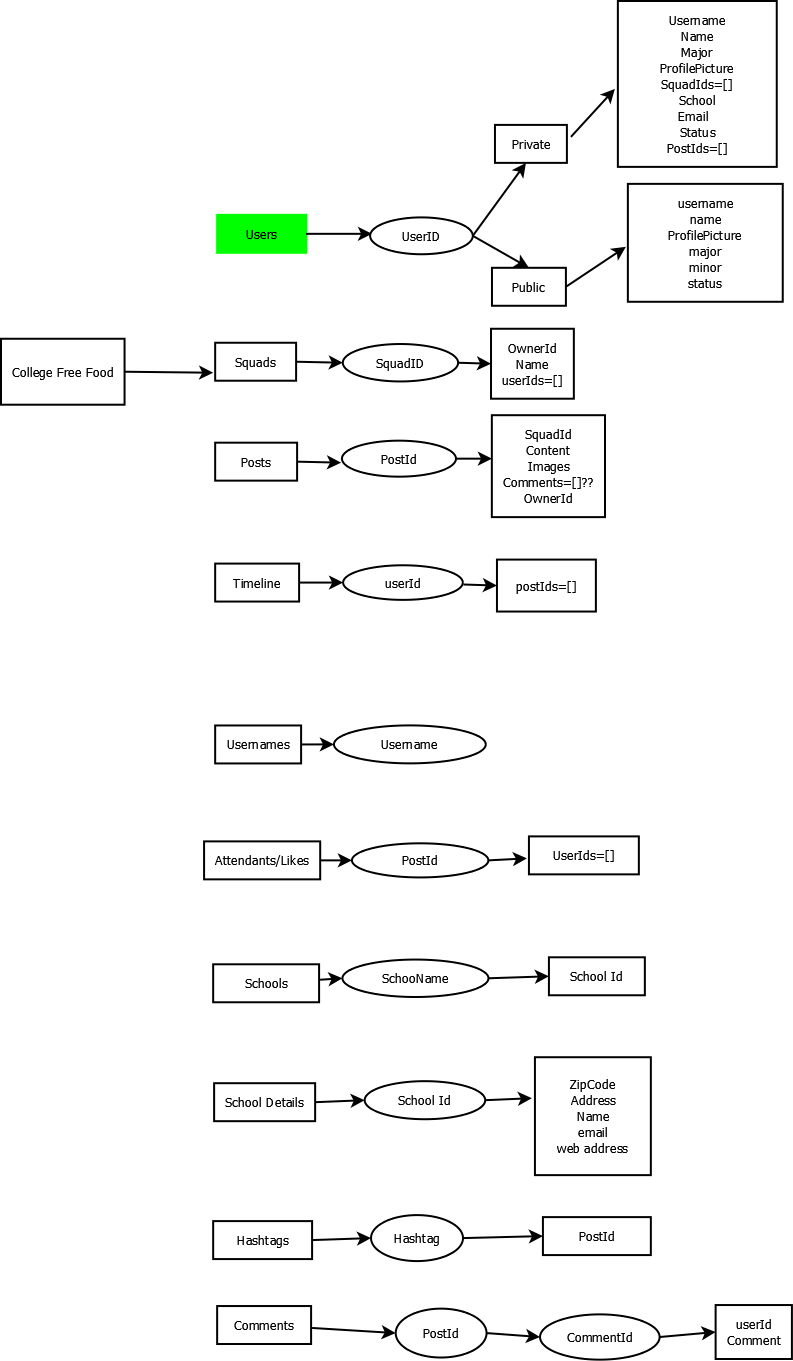 Username
Name
Major
ProfilePicture
SquadIds=[]
School
Email
Status
PostIds=[]
Private
username
name
ProfilePicture
major
minor
status
Users
UserID
Public
College Free Food
Squads
SquadID
OwnerId
Name
userIds=[]
Posts
PostId
SquadId
Content
Images
Comments=[]??
OwnerId
Timeline
userId
postIds=[]
Usernames
Username
Attendants/Likes
PostId
UserIds=[]
Schools
SchooName
School Id
School Details
School Id
ZipCode
Address
Name
email
web address
Hashtags
Hashtag
PostId
Comments
PostId
CommentId
userId
Comment